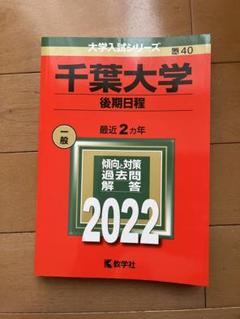 大学入試シリーズ
40
千葉大学
後期日程
一般
最近2カ年
傾向と対策
過去問
解答
2022
教学社